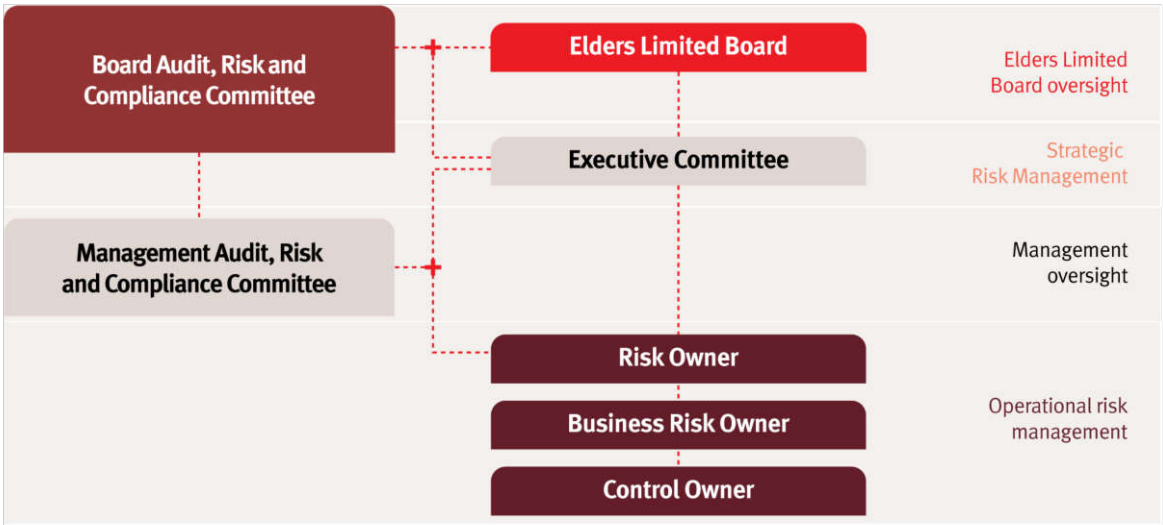 Board Audit, Risk and
Compliance Committee
Elders Limited Board
Elders Limited
Board oversight
Executive Committee
Strategic
Risk Management
Management Audit, Risk
and Compliance Committee
Management
oversight
Risk Owner
Business Risk Owner
Control Owner
Operational risk
management